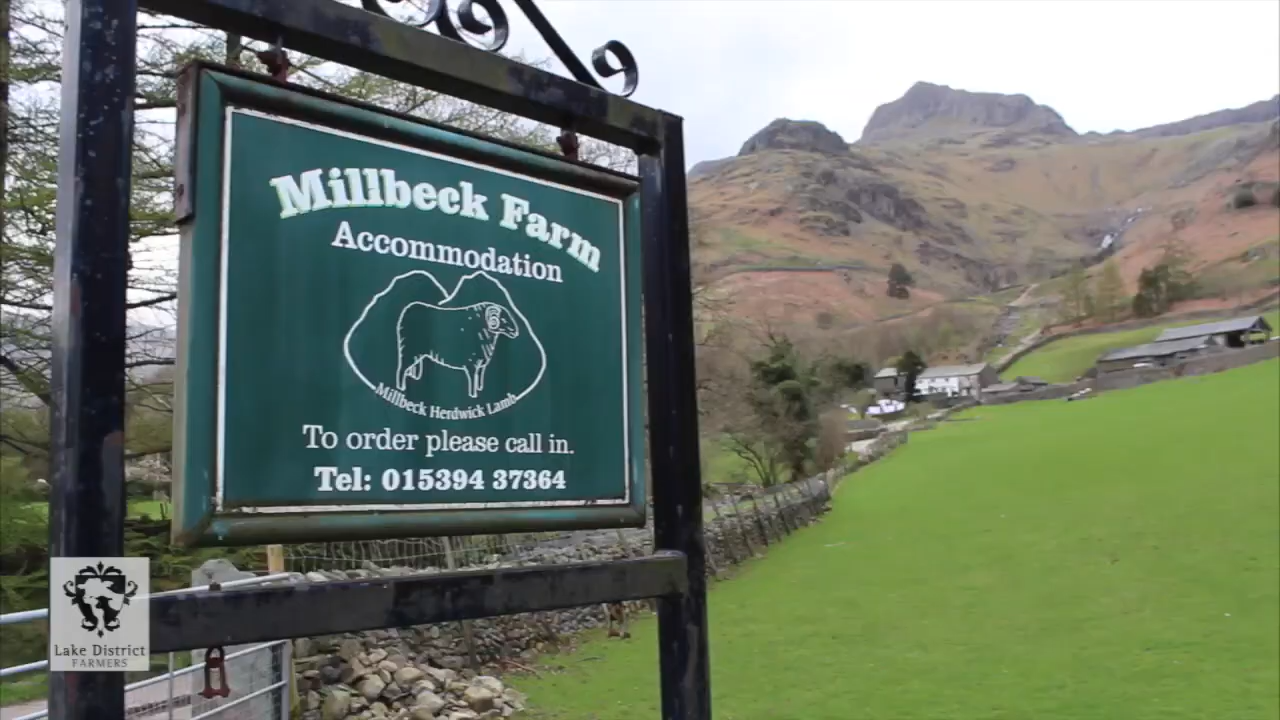 Millbeck Farm
Accommodation
Millbeck Herdwick Lamb
To order please call in.
Tel: 015394 37364
Lake District
FARMERS